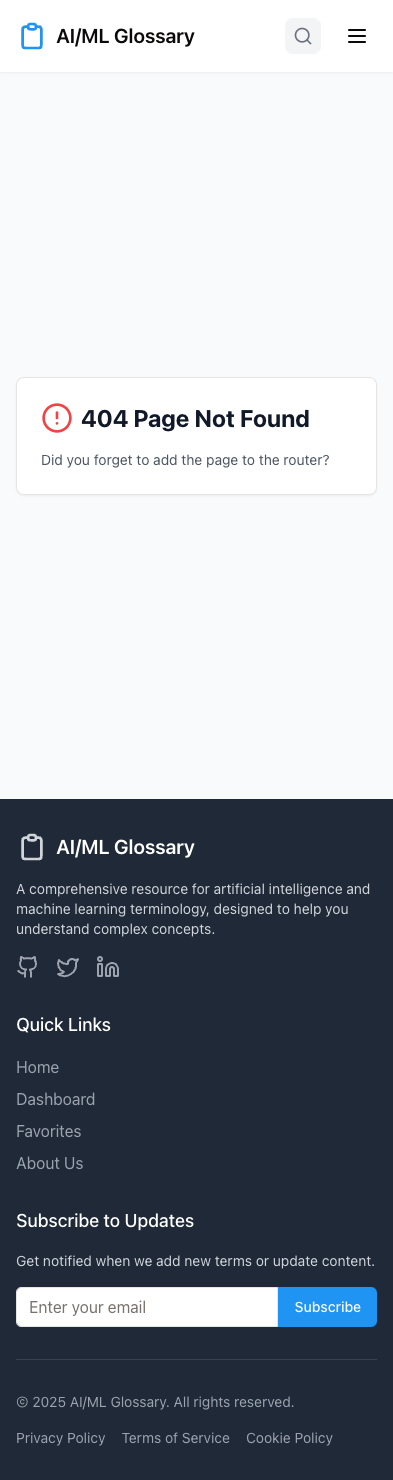 AI/ML Glossary
404 Page Not Found
Did you forget to add the page to the router?
AI/ML Glossary
A comprehensive resource for artificial intelligence and
machine learning terminology, designed to help you
understand complex concepts.
Quick Links
Home
Dashboard
Favorites
About Us
Subscribe to Updates
Get notified when we add new terms or update content.
Enter your email Subscribe
© 2025 AI/ML Glossary. All rights reserved.
Privacy Policy Terms of Service Cookie Policy